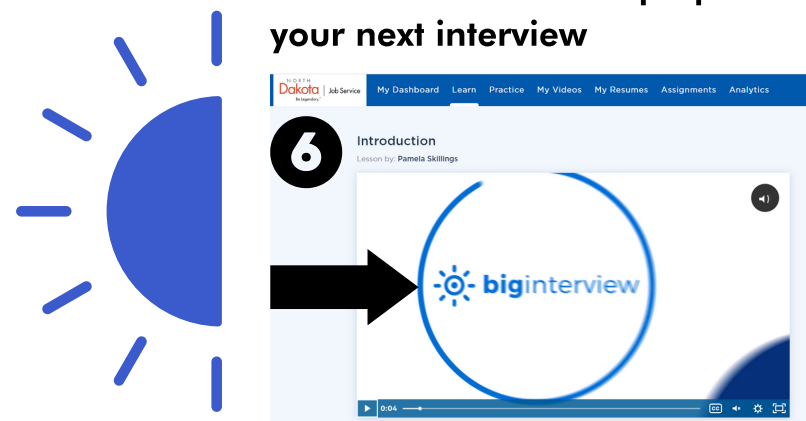 your next interview
NORTH
Dakota | Job Service
Be Legendary.™
My Dashboard Learn Practice My Videos My Resumes Assignments Analytics
6
Introduction
Lesson by: Pamela Skillings
biginterview
0:04
CC